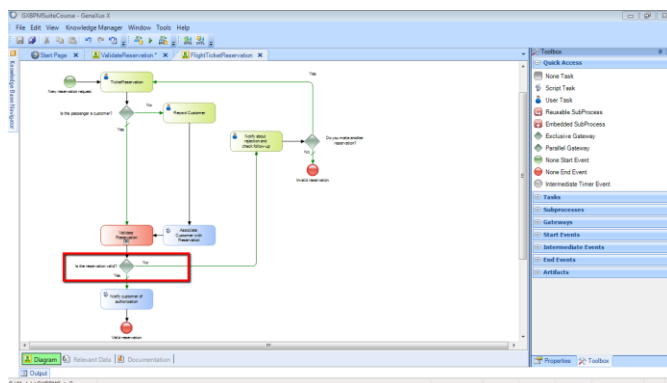 GXBPMSuiteCourse - GeneXus X
File Edit View Knowledge Manager Window Tools Help
Start Page X ValidateReservation * X FlightTicketReservation X
Knowledge Base Navigator
TicketReservation
New reservation request
Is the passenger a customer?
No
Record Customer
Yes
Yes
Notify about
rejection and
check follow-up
Do you make another
reservation?
No
Invalid reservation
Validate
Reservation
Associate
Customer with
Reservation
Is the reservation valid?
No
Yes
Notify customer of
authorization
Valid reservation
Diagram Relevant Data Documentation
Output
Toolbox
Quick Access
None Task
Script Task
User Task
Reusable SubProcess
Embedded SubProcess
Exclusive Gateway
Parallel Gateway
None Start Event
None End Event
Intermediate Timer Event
Tasks
Subprocesses
Gateways
Start Events
Intermediate Events
End Events
Artifacts
Properties Toolbox